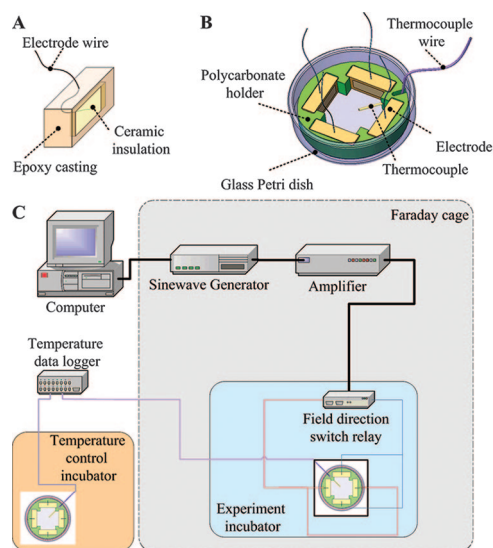 A
Electrode wire
Ceramic
insulation
Epoxy casting
B
Thermocouple
wire
Polycarbonate
holder
Electrode
Thermocouple
Glass Petri dish
C
Faraday cage
Computer
Sinewave Generator
Amplifier
Temperature
data logger
Field direction
switch relay
Temperature
control
incubator
Experiment
incubator